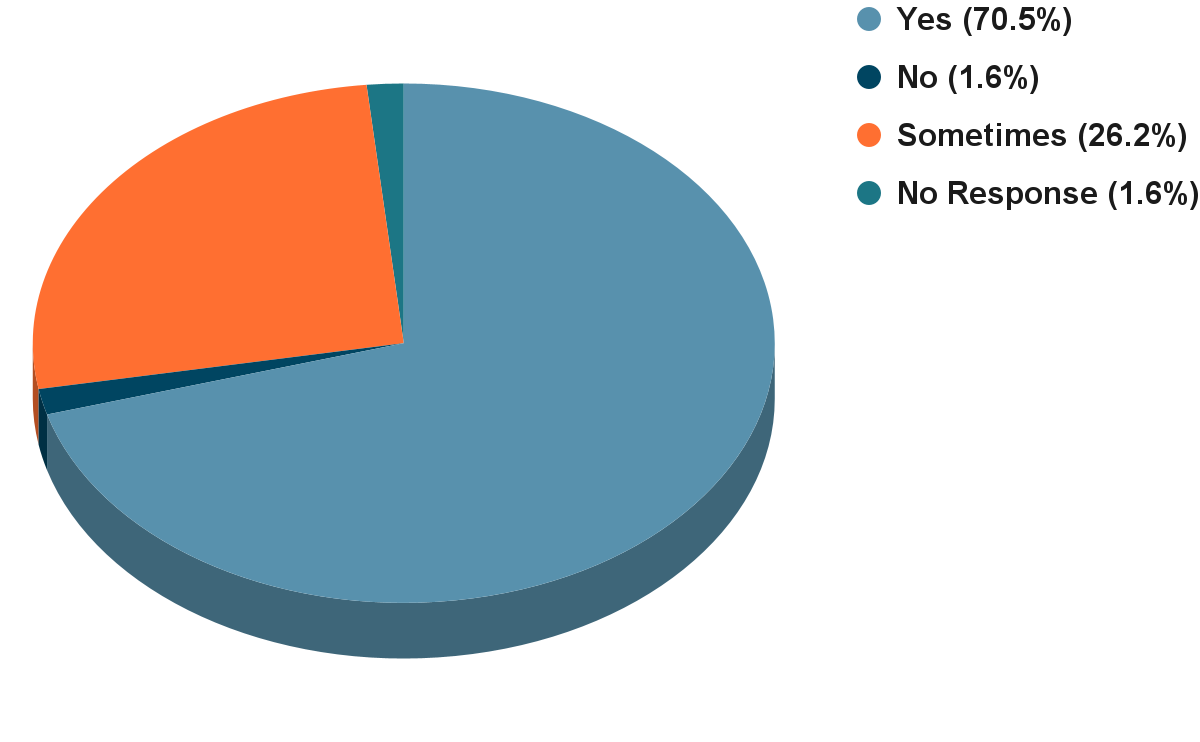 Yes (70.5%)
No (1.6%)
Sometimes (26.2%)
No Response (1.6%)